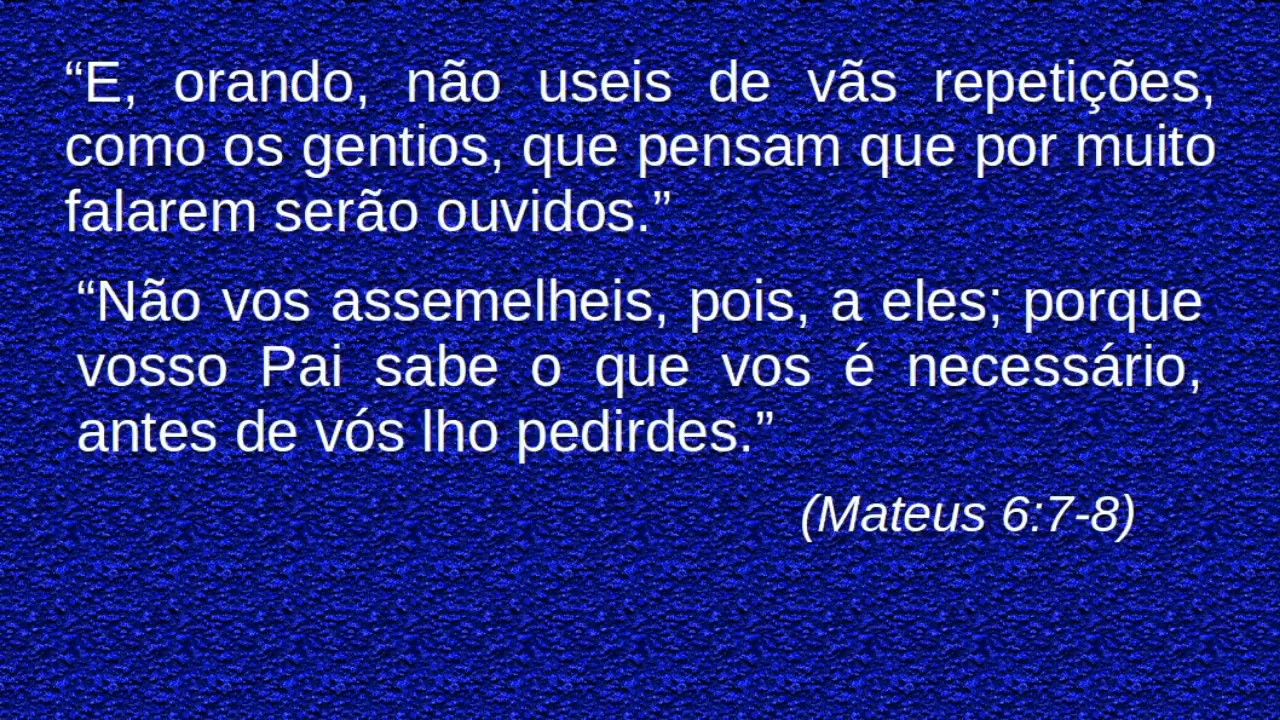 “E, orando, não useis de vãs repetições,
como os gentios, que pensam que por muito
falarem serão ouvidos.”
“Não vos assemelheis, pois, a eles; porque
vosso Pai sabe o que vos é necessário,
antes de vós lho pedirdes.”
(Mateus 6:7-8)